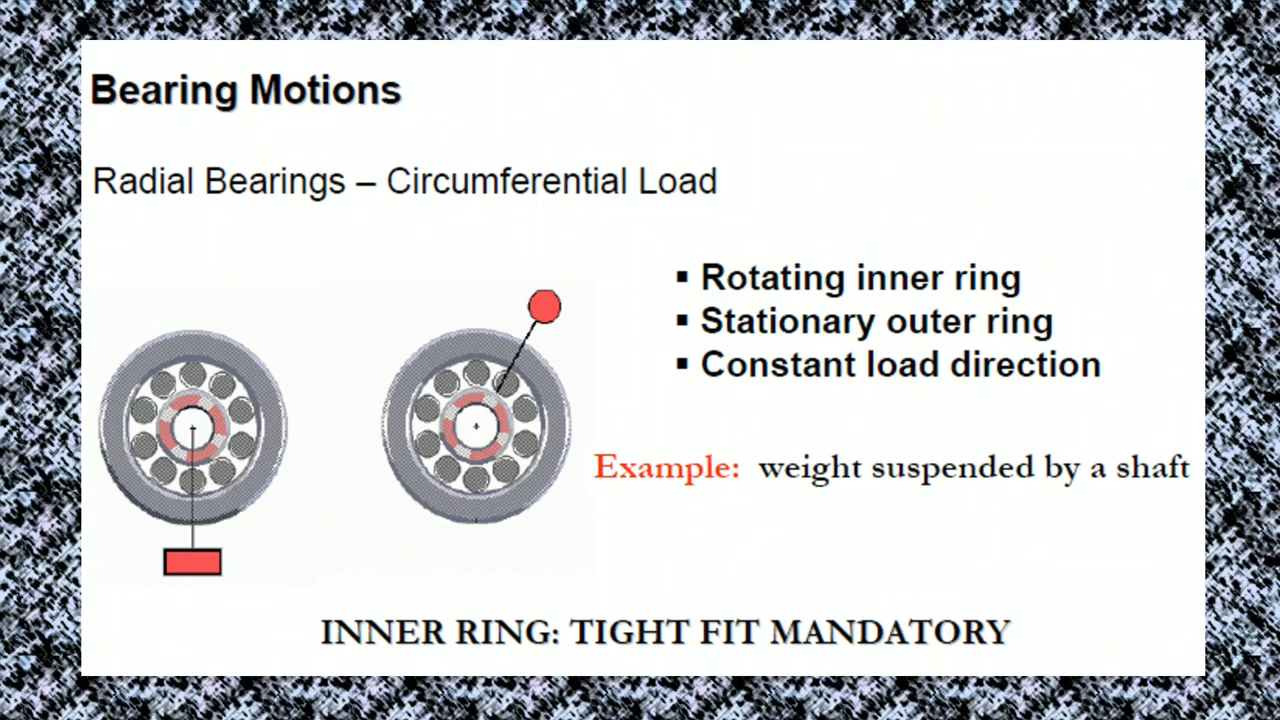 Bearing Motions
Radial Bearings – Circumferential Load
▪ Rotating inner ring
▪ Stationary outer ring
▪ Constant load direction
Example: weight suspended by a shaft
INNER RING: TIGHT FIT MANDATORY